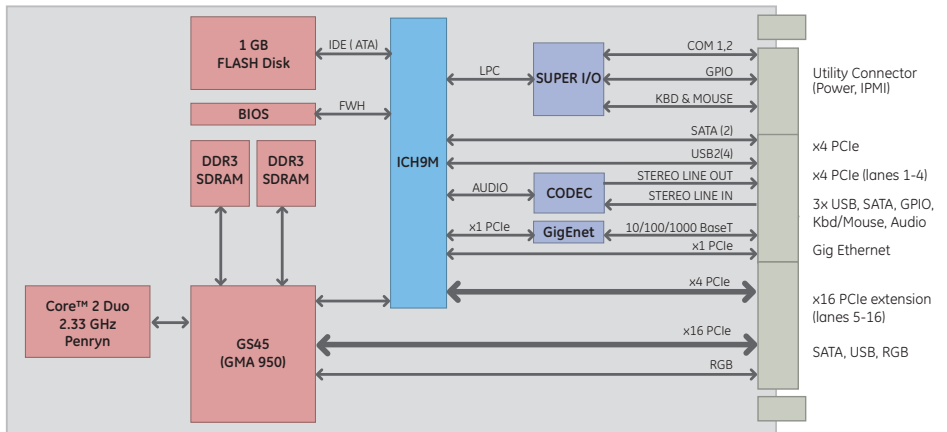 1 GB
FLASH Disk
IDE ( ATA)
BIOS
FWH
DDR3
SDRAM
DDR3
SDRAM
Core™ 2 Duo
2.33 GHz
Penryn
GS45
(GMA 950)
ICH9M
LPC
SUPER I/O
COM 1,2
GPIO
KBD & MOUSE
SATA (2)
USB2(4)
AUDIO
CODEC
STEREO LINE OUT
STEREO LINE IN
x1 PCIe
GigEnet
10/100/1000 BaseT
x1 PCIe
x4 PCIe
x16 PCIe
RGB
Utility Connector
(Power, IPMI)
x4 PCIe
x4 PCIe (lanes 1-4)
3x USB, SATA, GPIO,
Kbd/Mouse, Audio
Gig Ethernet
x16 PCIe extension
(lanes 5-16)
SATA, USB, RGB